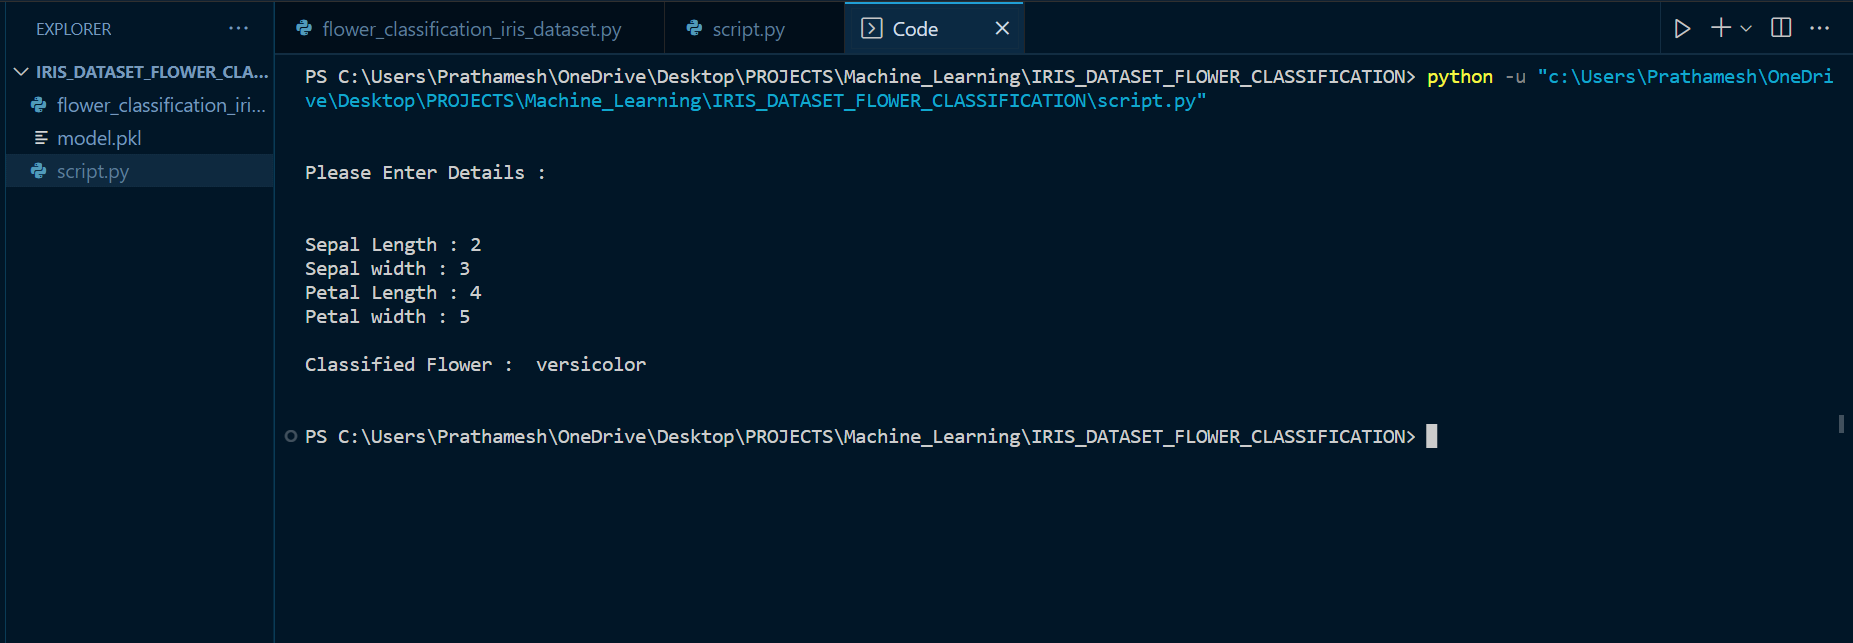 EXPLORER ...
IRIS_DATASET_FLOWER_CLA...
flower_classification_iri...
model.pkl
script.py
flower_classification_iris_dataset.py script.py Code
PS C:\Users\Prathamesh\OneDrive\Desktop\PROJECTS\Machine_Learning\IRIS_DATASET_FLOWER_CLASSIFICATION> python -u "c:\Users\Prathamesh\OneDri
ve\Desktop\PROJECTS\Machine_Learning\IRIS_DATASET_FLOWER_CLASSIFICATION\script.py"
Please Enter Details :
Sepal Length : 2
Sepal width : 3
Petal Length : 4
Petal width : 5
Classified Flower :  versicolor
PS C:\Users\Prathamesh\OneDrive\Desktop\PROJECTS\Machine_Learning\IRIS_DATASET_FLOWER_CLASSIFICATION>